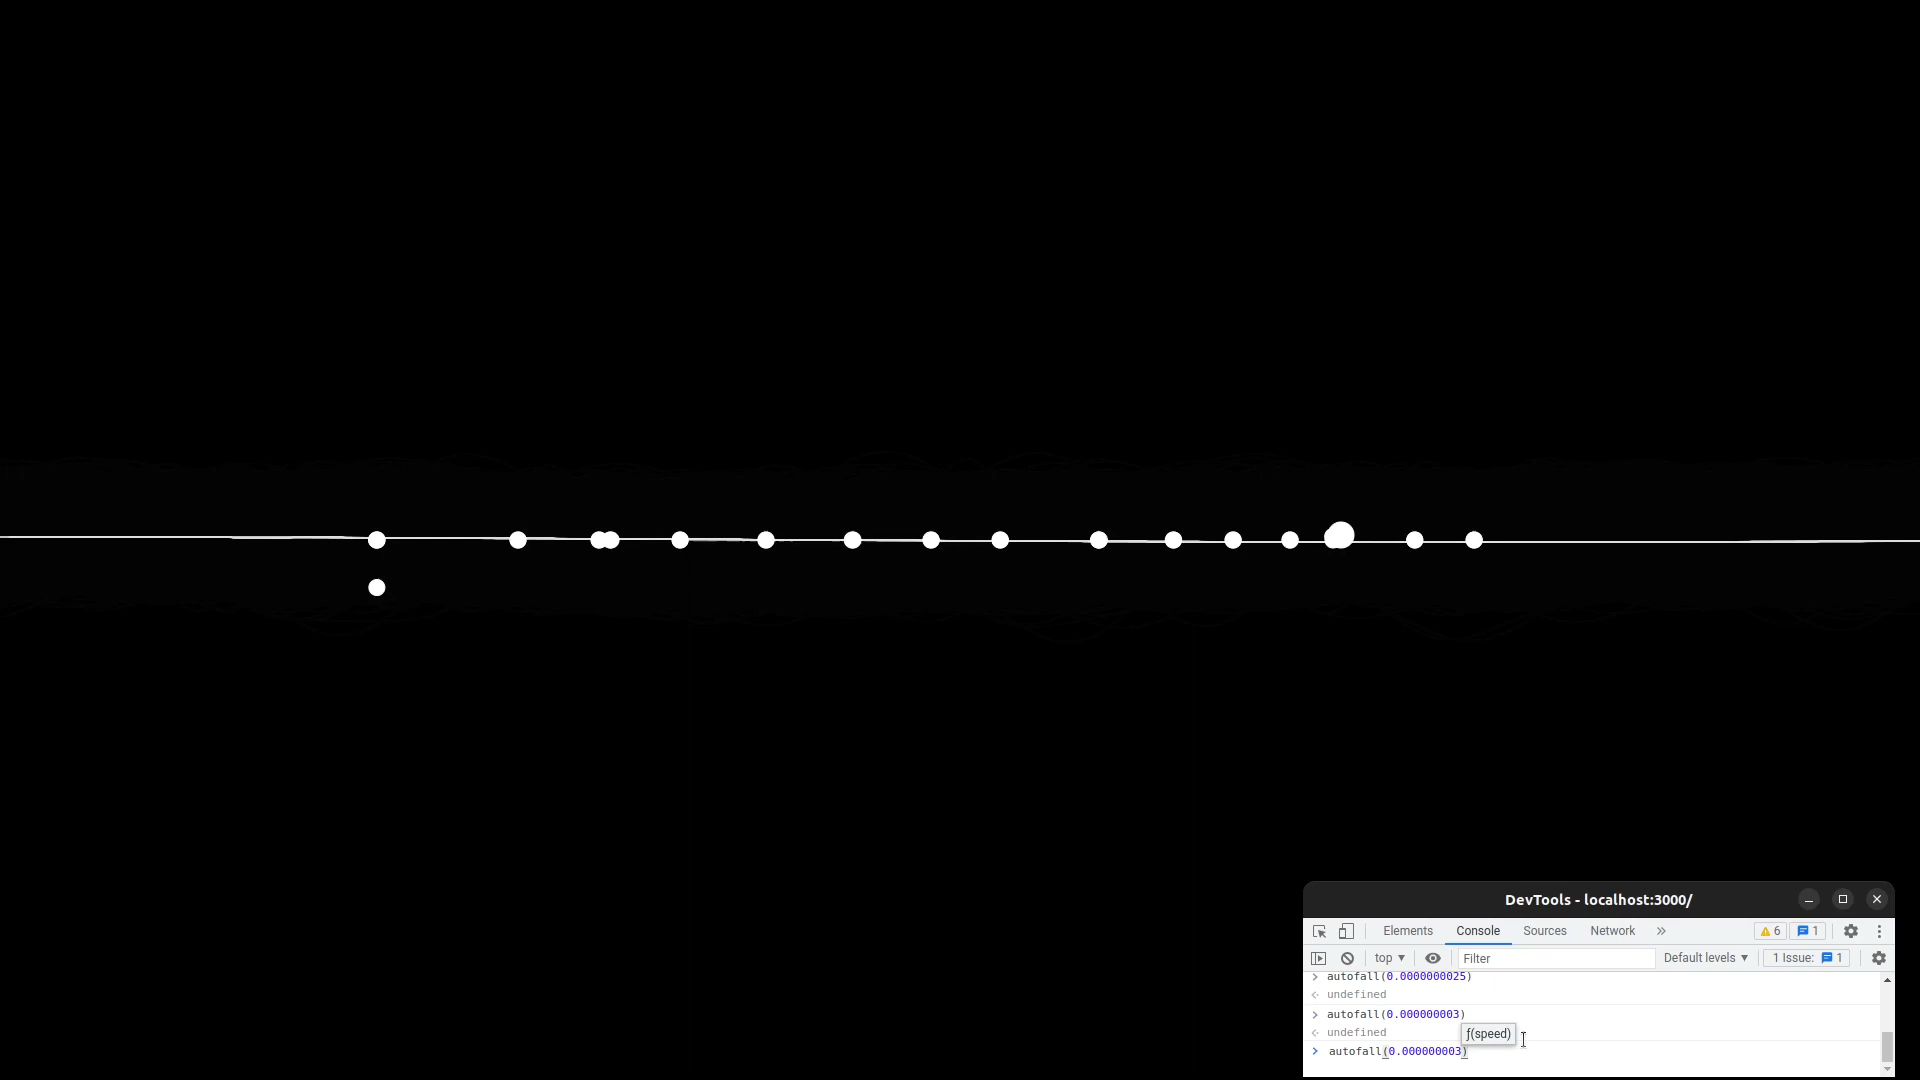 DevTools - localhost:3000/
Elements Console Sources Network 6 1
top Filter Default levels 1 Issue: 1
autofall(0.0000000025)
undefined
autofall(0.000000003)
undefined
ƒ(speed)
autofall(0.000000003)